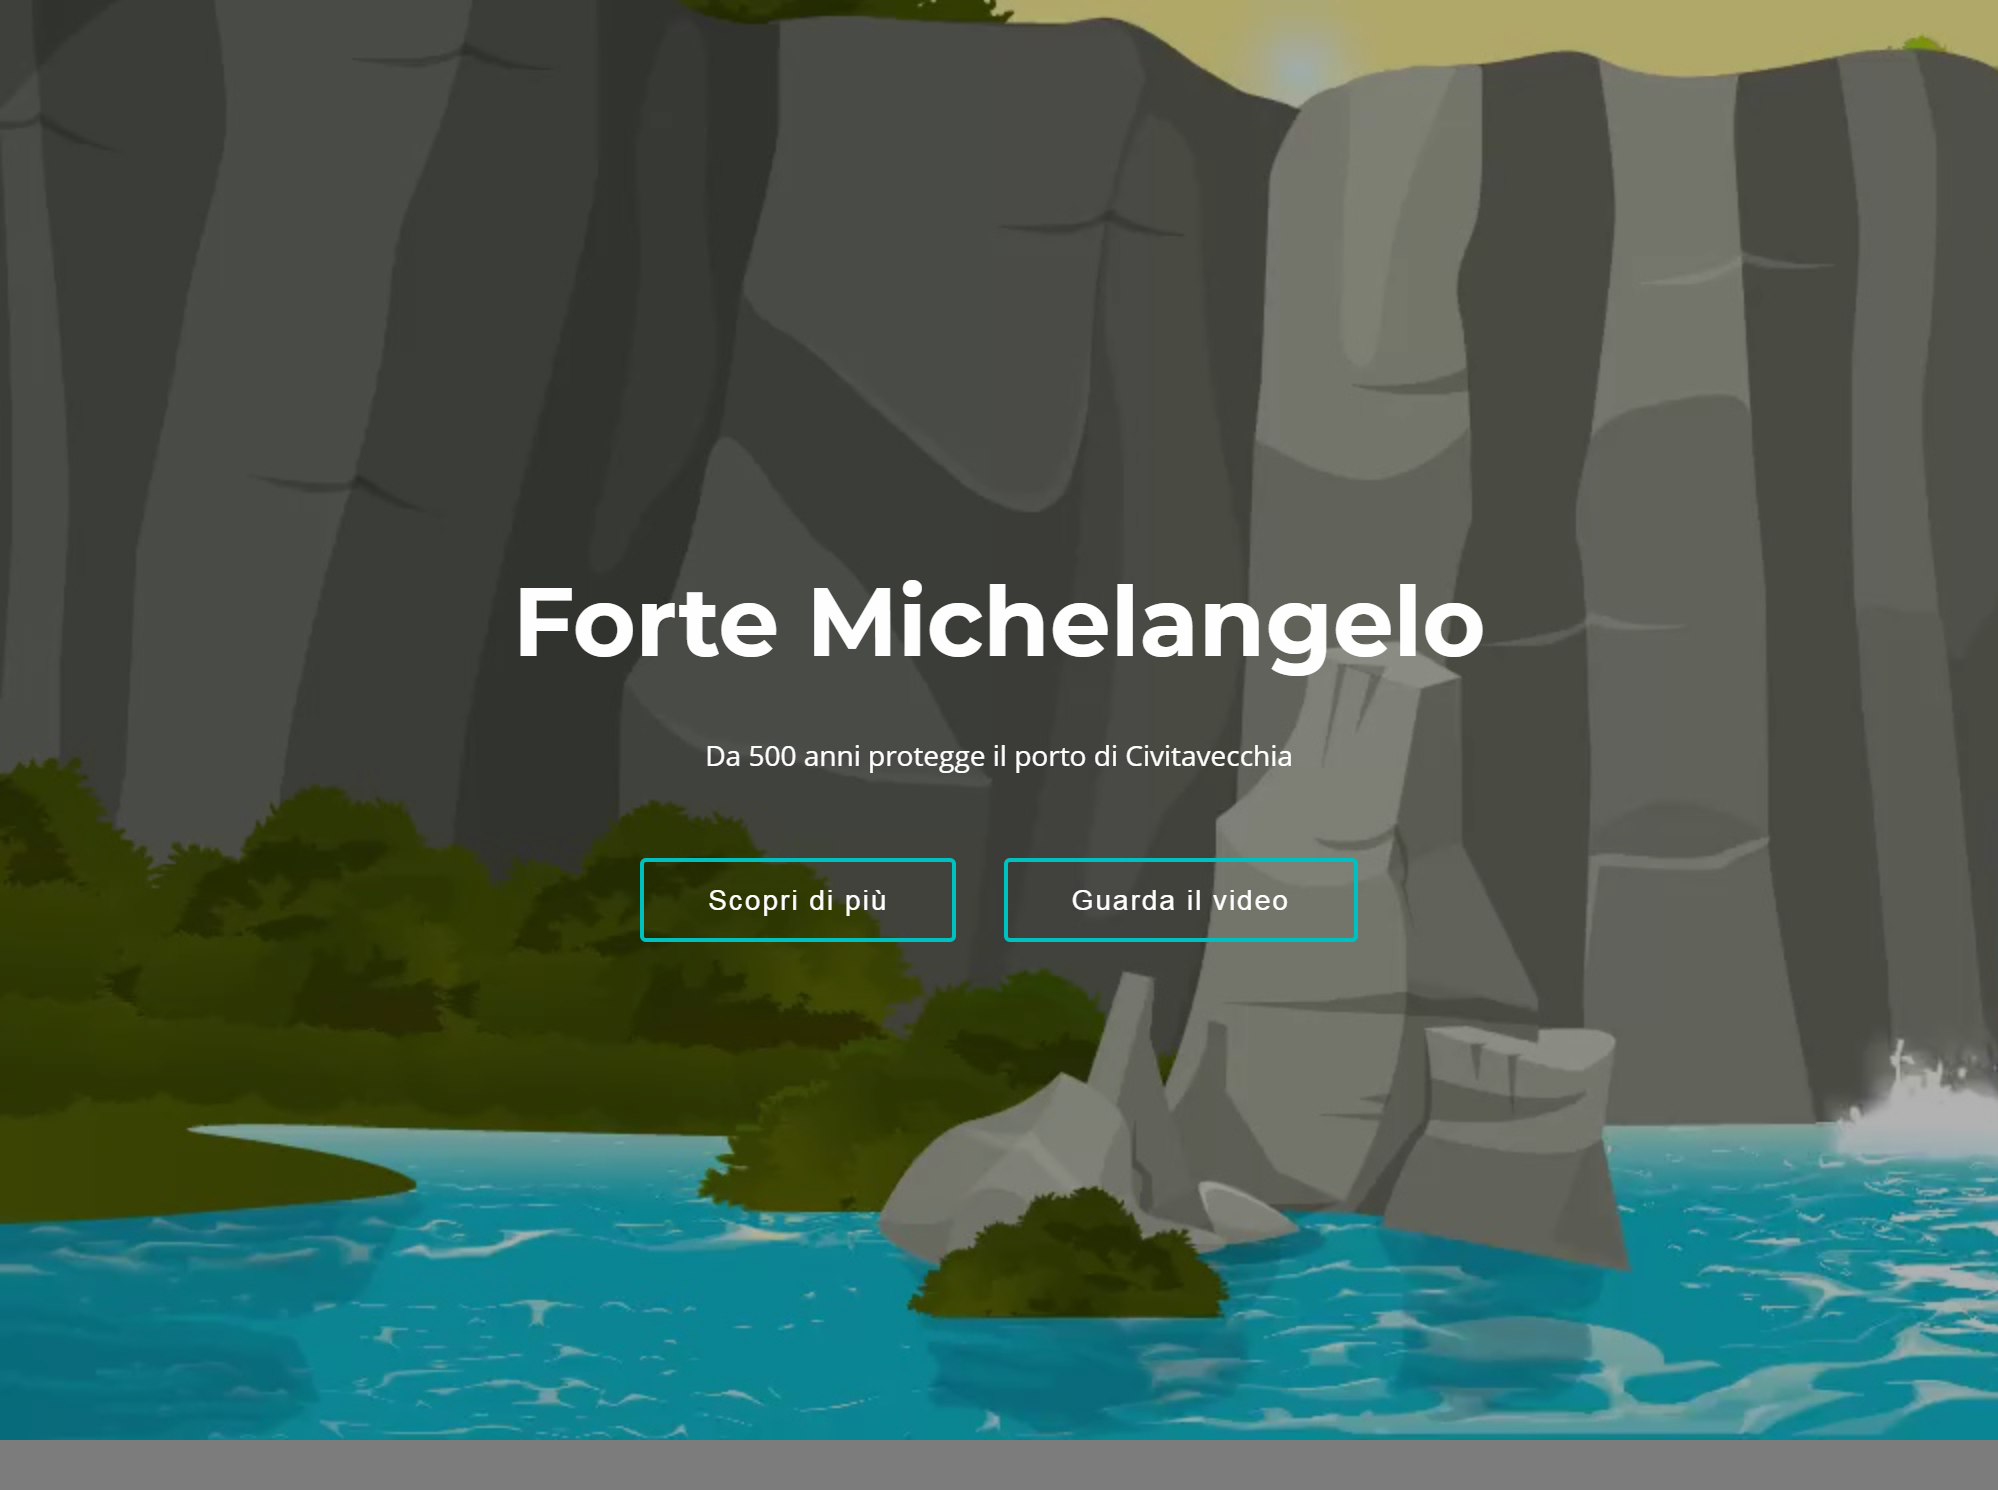 Forte Michelangelo
Da 500 anni protegge il porto di Civitavecchia
Scopri di più
Guarda il video